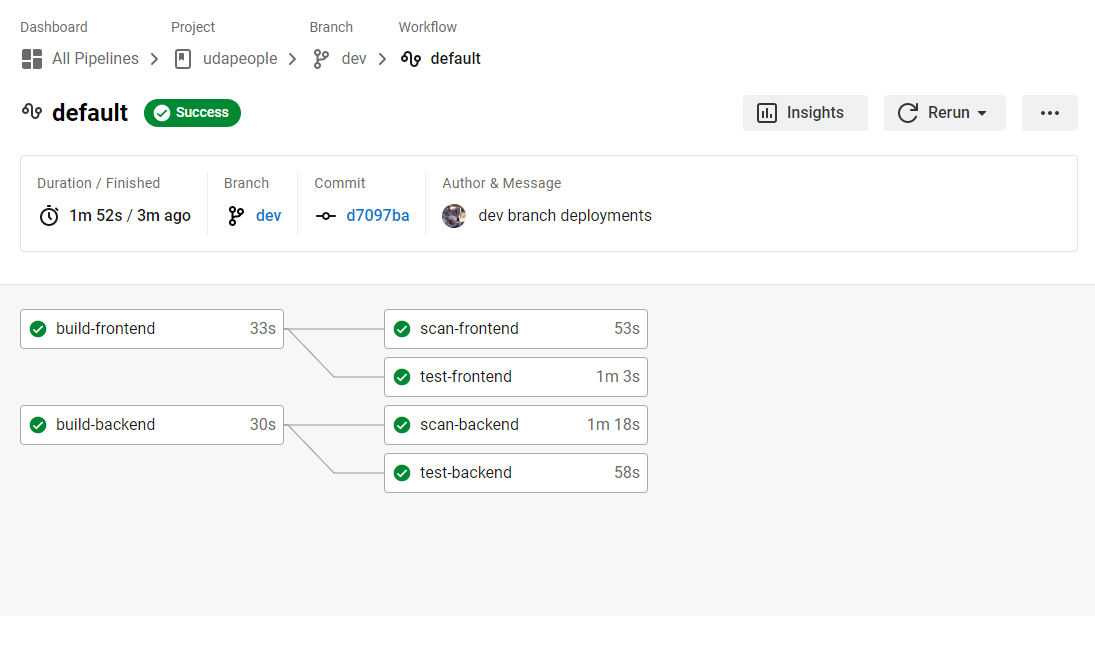 Dashboard Project Branch Workflow
All Pipelines udapeople dev default
default Success Insights Rerun
Duration / Finished Branch Commit Author & Message
1m 52s / 3m ago dev d7097ba dev branch deployments
build-frontend 33s scan-frontend 53s
test-frontend 1m 3s
build-backend 30s scan-backend 1m 18s
test-backend 58s